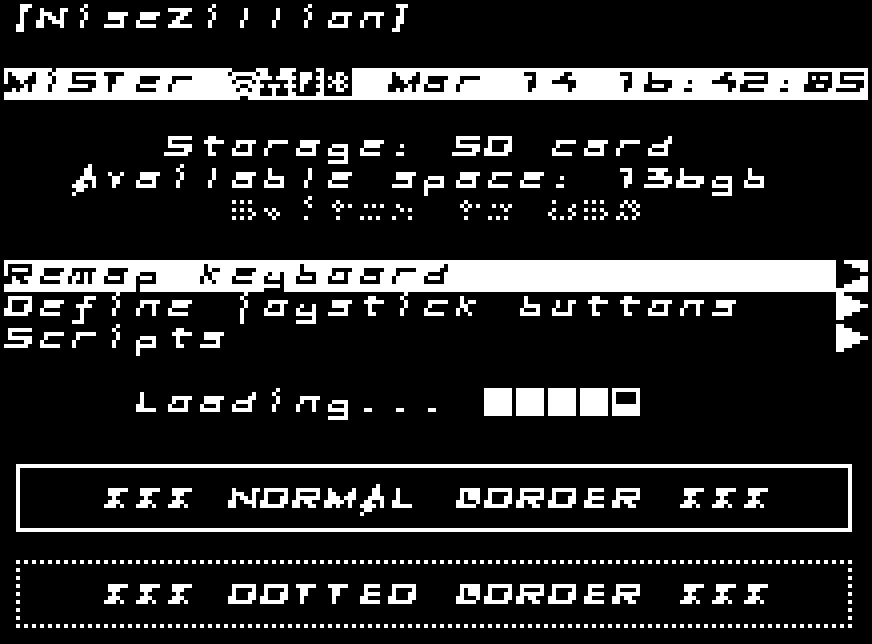 [NiseZillion]
MiSTer Mar 14 16:42:05
Storage: SD card
Available space: 136gb
Remap keyboard
Define joystick buttons
Scripts
Loading...
*** NORMAL BORDER ***
*** DOTTED BORDER ***